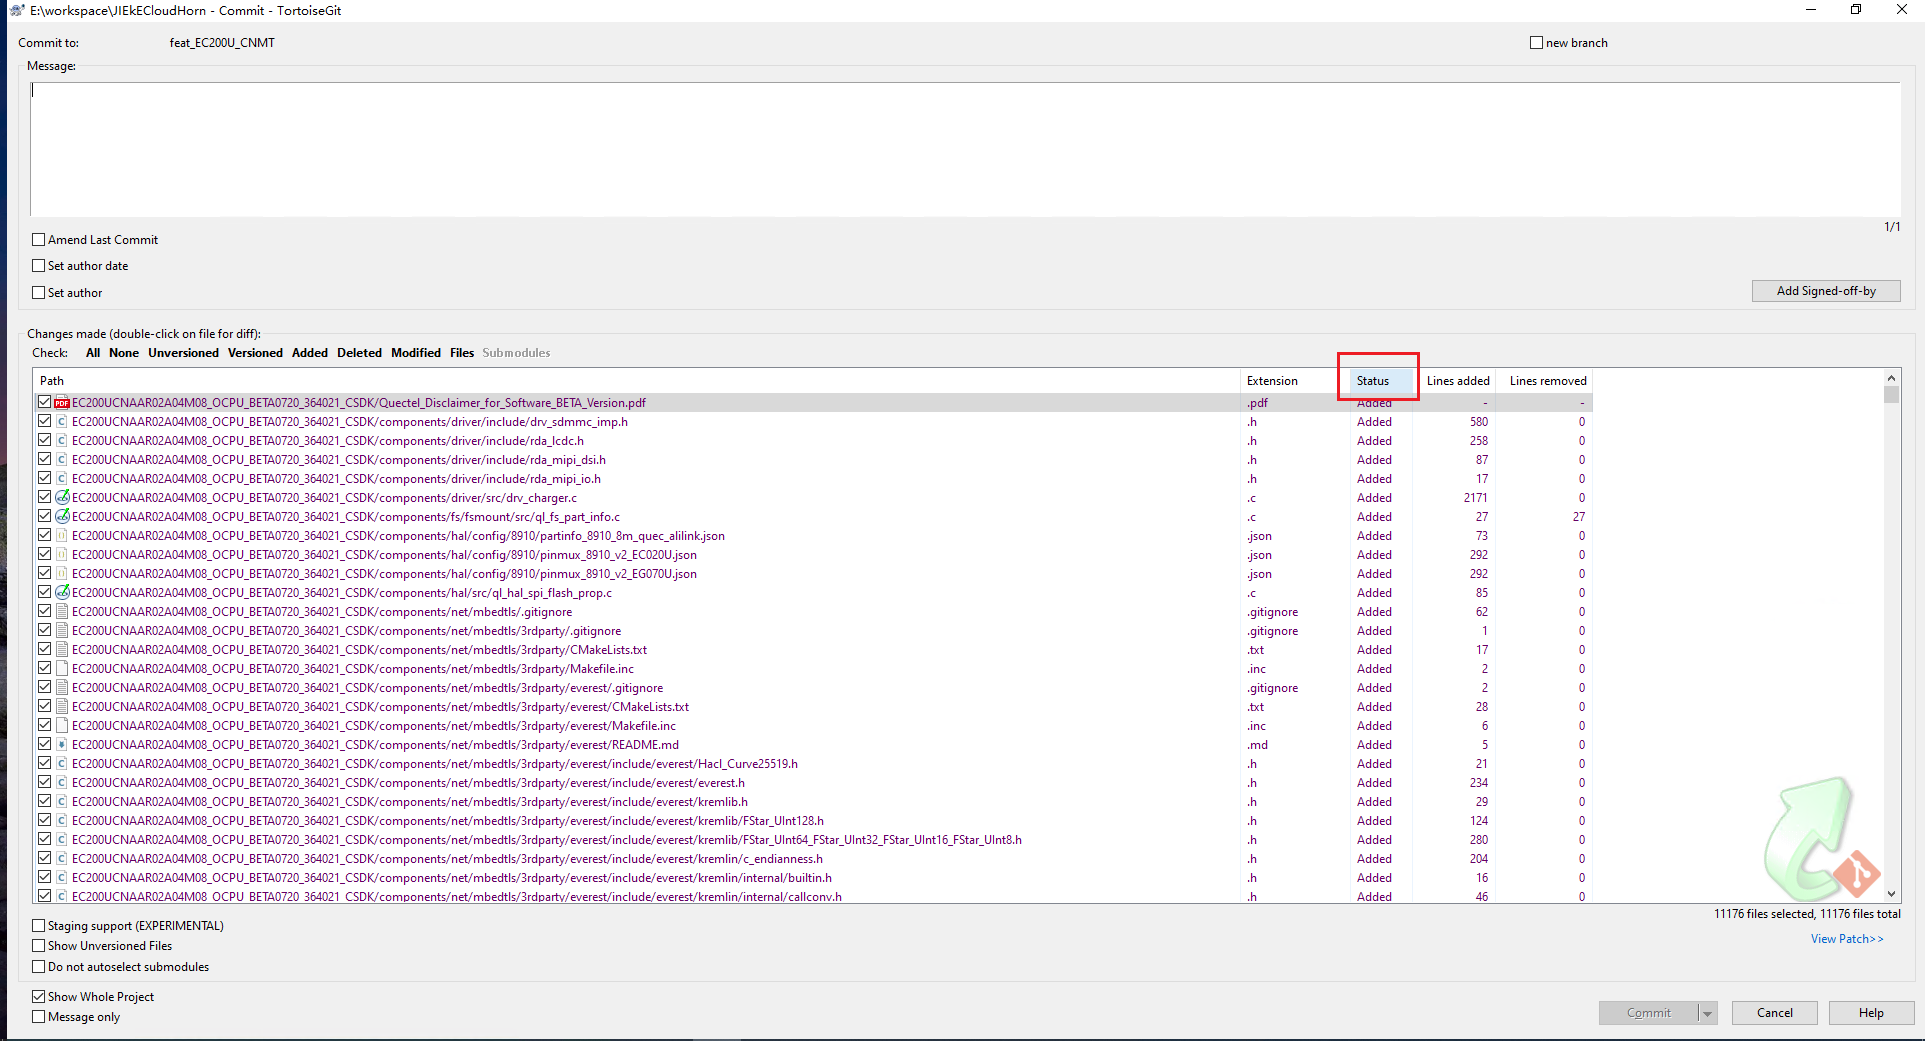 E:\workspace\JIEkECloudHorn - Commit - TortoiseGit
Commit to: feat_EC200U_CNMT new branch
Message:
1/1
Amend Last Commit
Set author date
Set author
Add Signed-off-by
Changes made (double-click on file for diff):
Check: All None Unversioned Versioned Added Deleted Modified Files Submodules
Path Extension Status Lines added Lines removed
EC200UCNAAR02A04M08_OCPU_BETA0720_364021_CSDK/Quectel_Disclaimer_for_Software_BETA_Version.pdf .pdf Added - -
EC200UCNAAR02A04M08_OCPU_BETA0720_364021_CSDK/components/driver/include/drv_sdmmc_imp.h .h Added 580 0
EC200UCNAAR02A04M08_OCPU_BETA0720_364021_CSDK/components/driver/include/rda_lcdc.h .h Added 258 0
EC200UCNAAR02A04M08_OCPU_BETA0720_364021_CSDK/components/driver/include/rda_mipi_dsi.h .h Added 87 0
EC200UCNAAR02A04M08_OCPU_BETA0720_364021_CSDK/components/driver/include/rda_mipi_io.h .h Added 17 0
EC200UCNAAR02A04M08_OCPU_BETA0720_364021_CSDK/components/driver/src/drv_charger.c .c Added 2171 0
EC200UCNAAR02A04M08_OCPU_BETA0720_364021_CSDK/components/fs/fsmount/src/ql_fs_part_info.c .c Added 27 27
EC200UCNAAR02A04M08_OCPU_BETA0720_364021_CSDK/components/hal/config/8910/partinfo_8910_8m_quec_alilink.json .json Added 73 0
EC200UCNAAR02A04M08_OCPU_BETA0720_364021_CSDK/components/hal/config/8910/pinmux_8910_v2_EC020U.json .json Added 292 0
EC200UCNAAR02A04M08_OCPU_BETA0720_364021_CSDK/components/hal/config/8910/pinmux_8910_v2_EG070U.json .json Added 292 0
EC200UCNAAR02A04M08_OCPU_BETA0720_364021_CSDK/components/hal/src/ql_hal_spi_flash_prop.c .c Added 85 0
EC200UCNAAR02A04M08_OCPU_BETA0720_364021_CSDK/components/net/mbedtls/.gitignore .gitignore Added 62 0
EC200UCNAAR02A04M08_OCPU_BETA0720_364021_CSDK/components/net/mbedtls/3rdparty/.gitignore .gitignore Added 1 0
EC200UCNAAR02A04M08_OCPU_BETA0720_364021_CSDK/components/net/mbedtls/3rdparty/CMakeLists.txt .txt Added 17 0
EC200UCNAAR02A04M08_OCPU_BETA0720_364021_CSDK/components/net/mbedtls/3rdparty/Makefile.inc .inc Added 2 0
EC200UCNAAR02A04M08_OCPU_BETA0720_364021_CSDK/components/net/mbedtls/3rdparty/everest/.gitignore .gitignore Added 2 0
EC200UCNAAR02A04M08_OCPU_BETA0720_364021_CSDK/components/net/mbedtls/3rdparty/everest/CMakeLists.txt .txt Added 28 0
EC200UCNAAR02A04M08_OCPU_BETA0720_364021_CSDK/components/net/mbedtls/3rdparty/everest/Makefile.inc .inc Added 6 0
EC200UCNAAR02A04M08_OCPU_BETA0720_364021_CSDK/components/net/mbedtls/3rdparty/everest/README.md .md Added 5 0
EC200UCNAAR02A04M08_OCPU_BETA0720_364021_CSDK/components/net/mbedtls/3rdparty/everest/include/everest/Hacl_Curve25519.h .h Added 21 0
EC200UCNAAR02A04M08_OCPU_BETA0720_364021_CSDK/components/net/mbedtls/3rdparty/everest/include/everest/everest.h .h Added 234 0
EC200UCNAAR02A04M08_OCPU_BETA0720_364021_CSDK/components/net/mbedtls/3rdparty/everest/include/everest/kremlib.h .h Added 29 0
EC200UCNAAR02A04M08_OCPU_BETA0720_364021_CSDK/components/net/mbedtls/3rdparty/everest/include/everest/kremlib/FStar_UInt128.h .h Added 124 0
EC200UCNAAR02A04M08_OCPU_BETA0720_364021_CSDK/components/net/mbedtls/3rdparty/everest/include/everest/kremlib/FStar_UInt64_FStar_UInt32_FStar_UInt16_FStar_UInt8.h .h Added 280 0
EC200UCNAAR02A04M08_OCPU_BETA0720_364021_CSDK/components/net/mbedtls/3rdparty/everest/include/everest/kremlin/c_endianness.h .h Added 204 0
EC200UCNAAR02A04M08_OCPU_BETA0720_364021_CSDK/components/net/mbedtls/3rdparty/everest/include/everest/kremlin/internal/builtin.h .h Added 16 0
EC200UCNAAR02A04M08_OCPU_BETA0720_364021_CSDK/components/net/mbedtls/3rdparty/everest/include/everest/kremlin/internal/callconv.h .h Added 46 0
11176 files selected, 11176 files total
Staging support (EXPERIMENTAL)
Show Unversioned Files
View Patch>>
Do not autoselect submodules
Show Whole Project
Message only
Commit Cancel Help